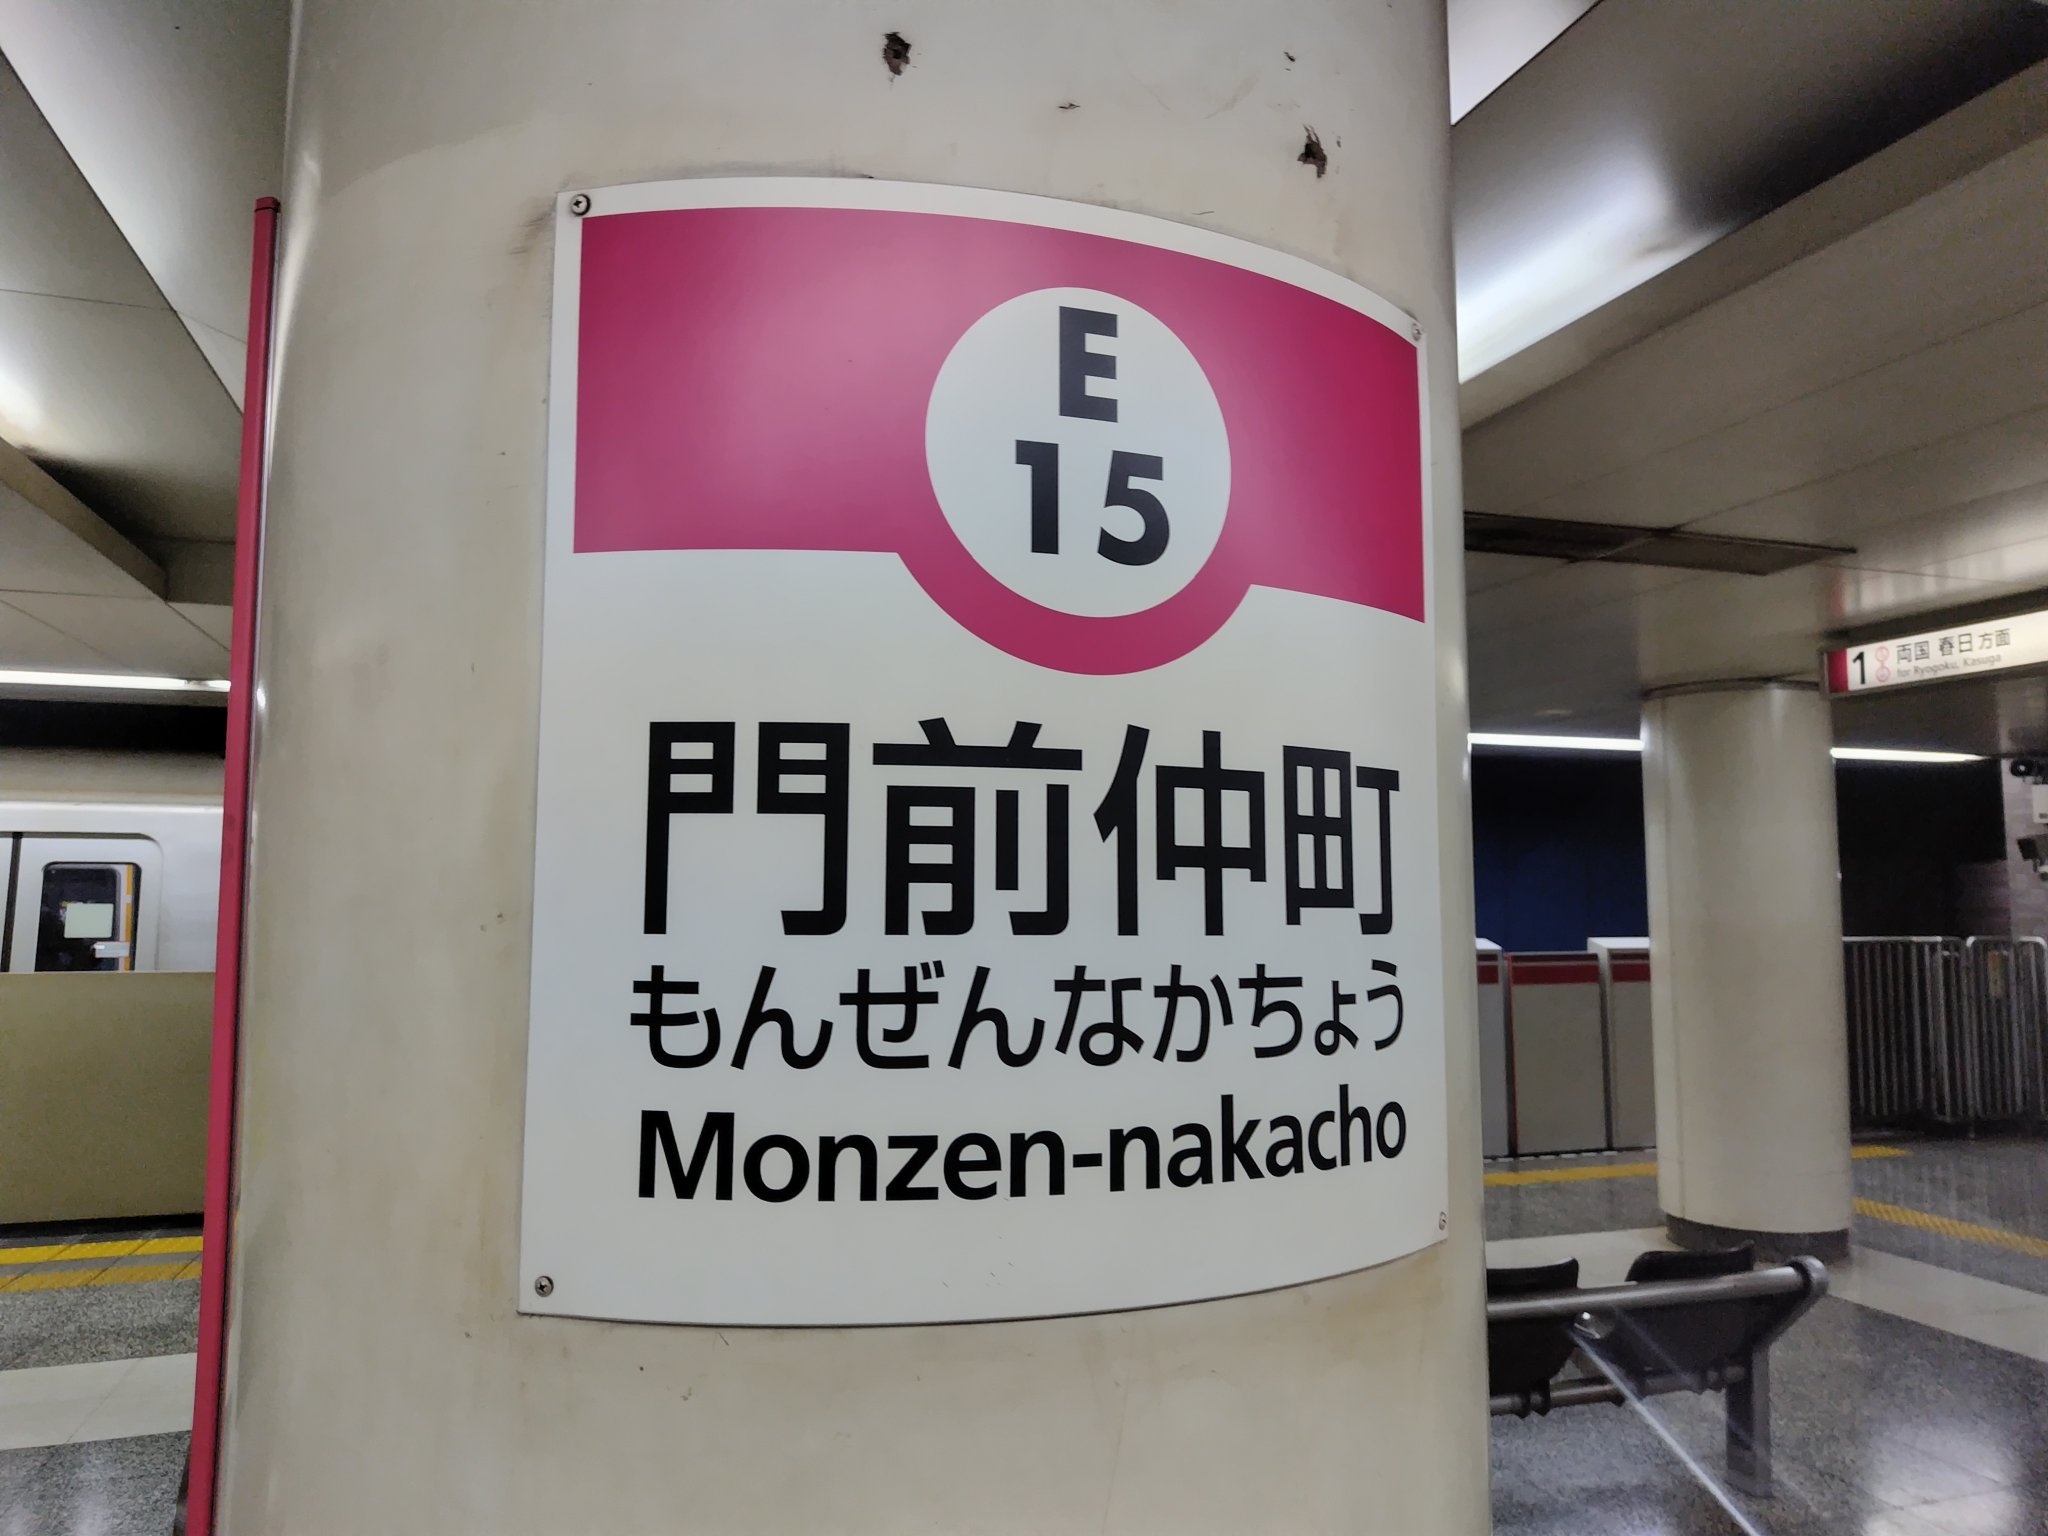 E
15
門前仲町
もんぜんなかちょう
Monzen-nakacho
1 両国 春日 方面
for Ryogoku, Kasuga